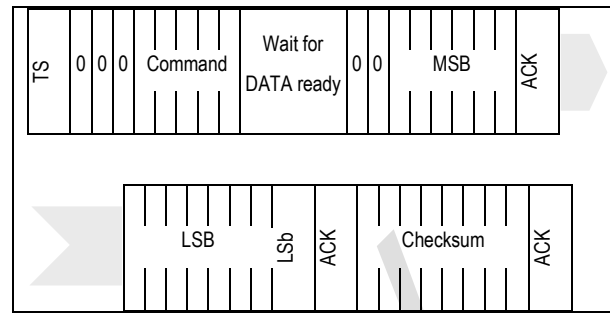 TS 0 0 0 Command Wait for DATA ready 0 0 MSB ACK
LSB LSb ACK Checksum ACK